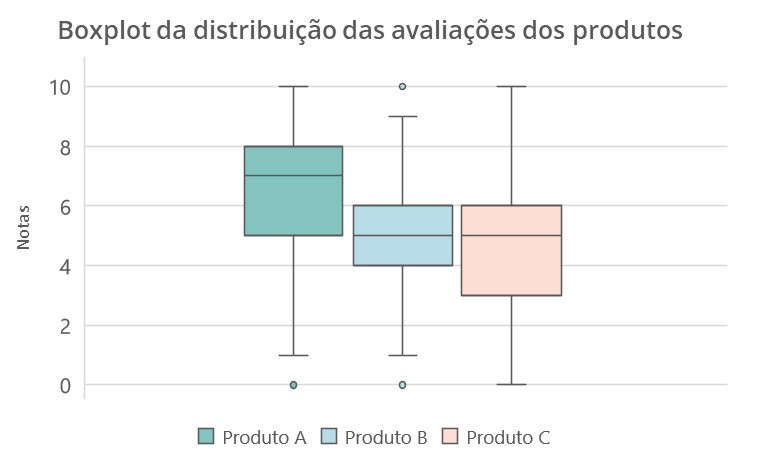 Boxplot da distribuição das avaliações dos produtos
10
8
6
4
2
0
Notas
Produto A
Produto B
Produto C